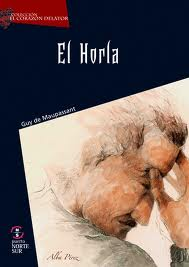 COLECCIÓN
EL CORAZÓN DELATOR
El Horla
Guy de Maupassant
Alba Pérez
NORTE
SUR